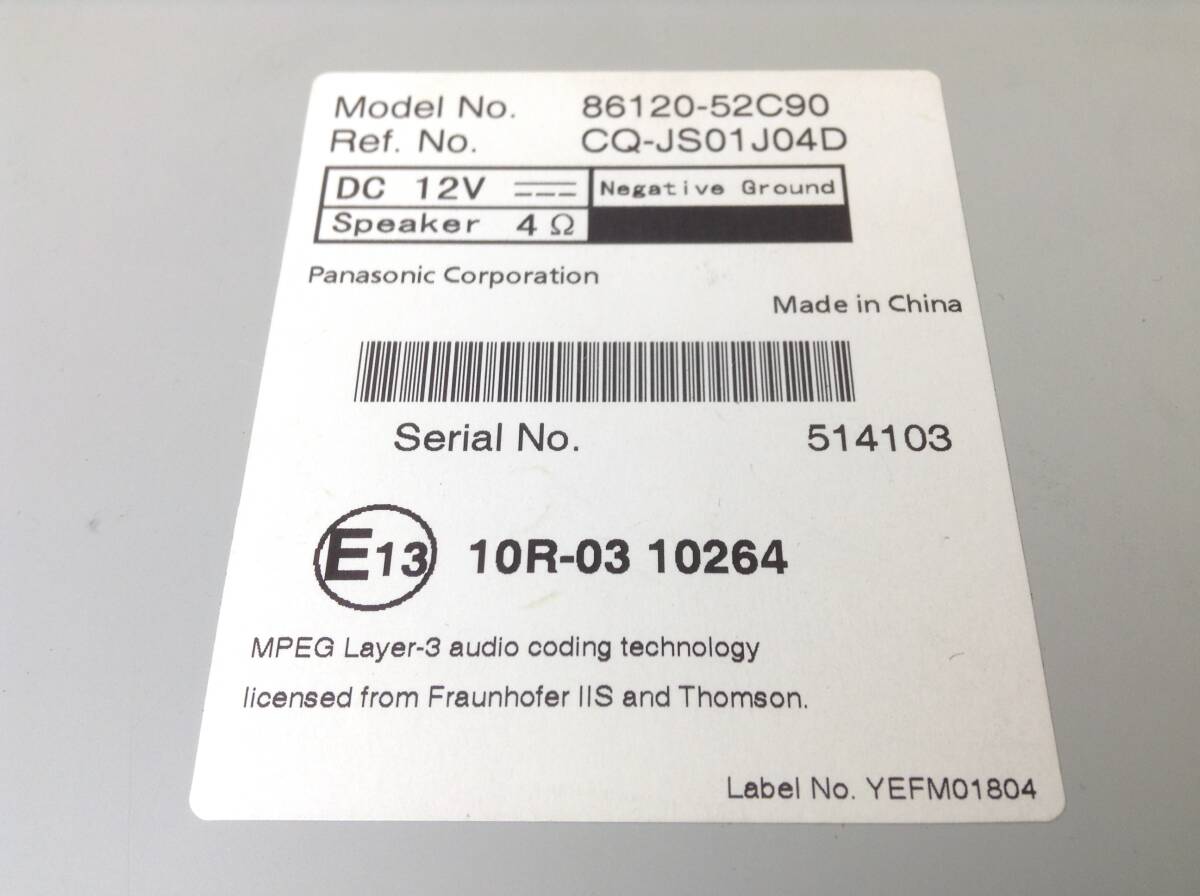 Model No. 86120-52C90
Ref. No. CQ-JS01J04D
DC 12V ⎓ Negative Ground
Speaker 4 Ω
Panasonic Corporation
Made in China
Serial No. 514103
E13 10R-03 10264
MPEG Layer-3 audio coding technology
licensed from Fraunhofer IIS and Thomson.
Label No. YEFM01804